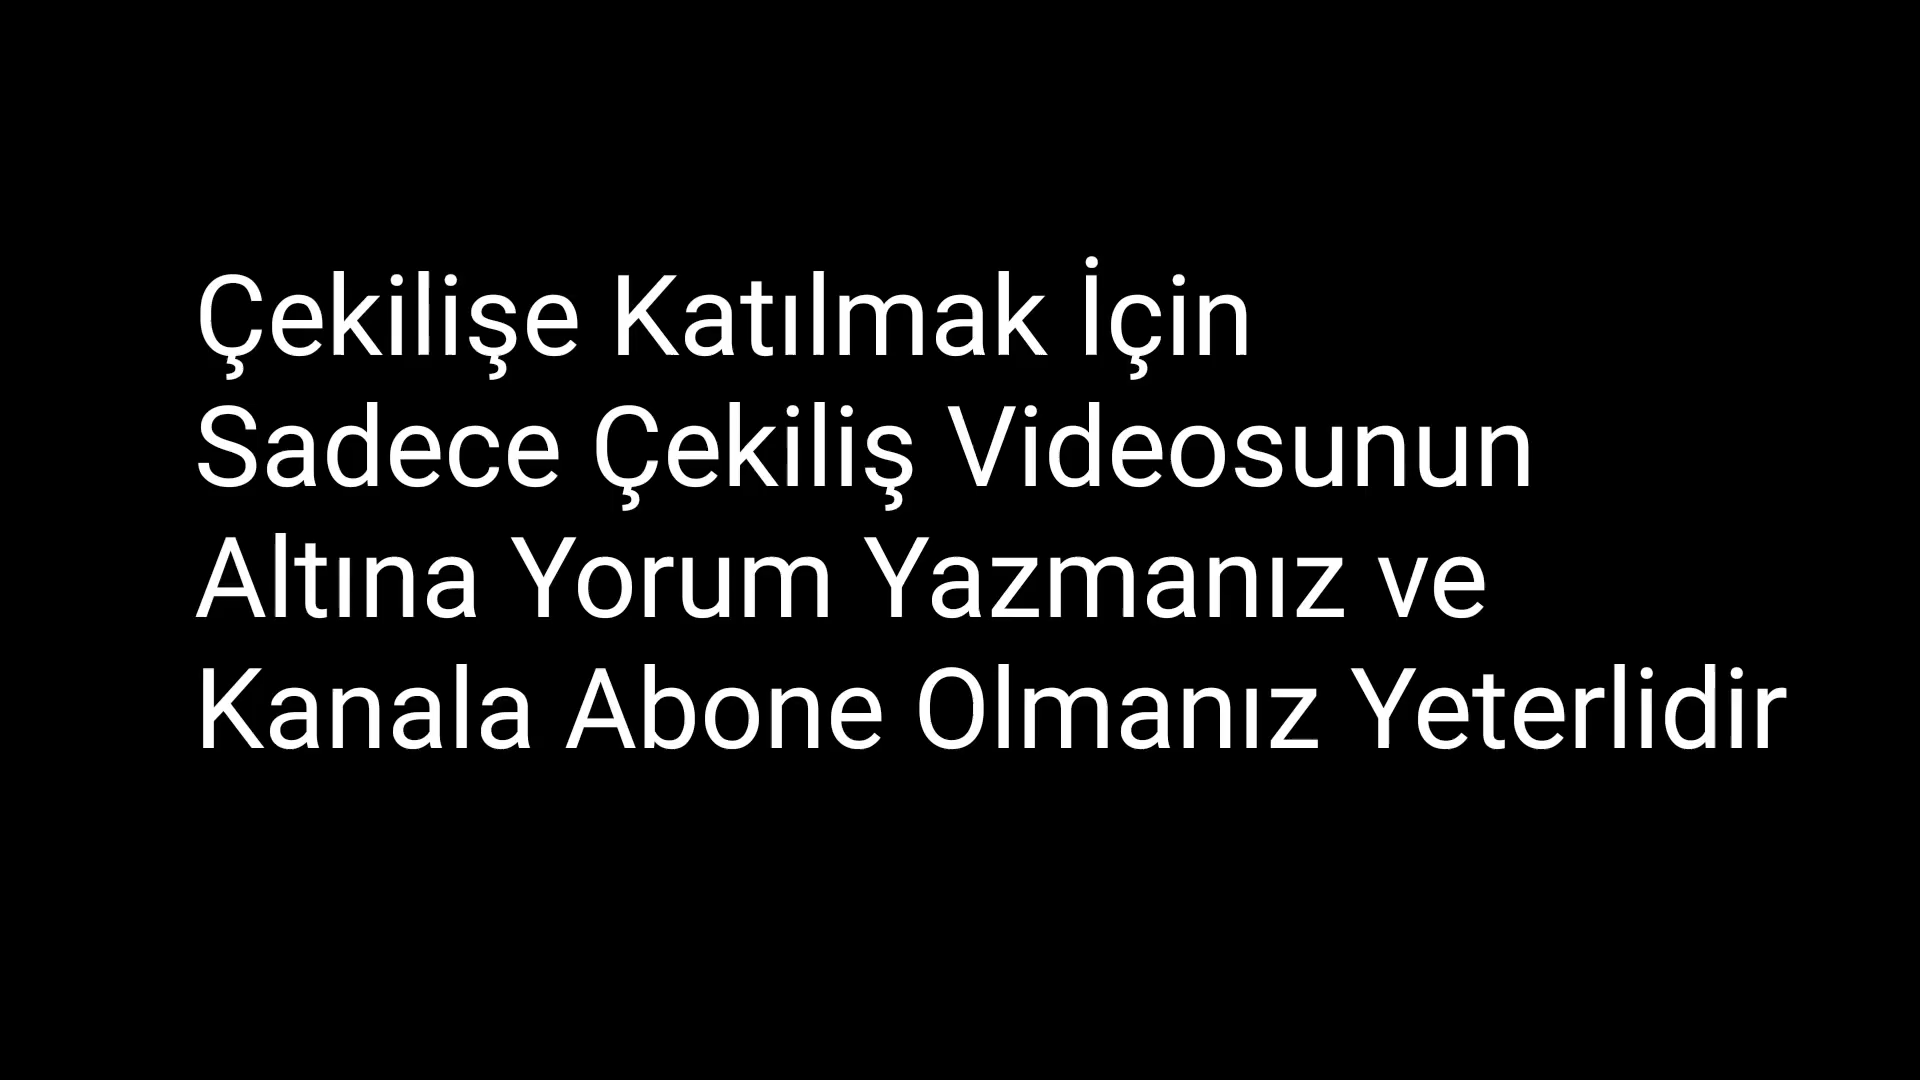 Çekilişe Katılmak İçin
Sadece Çekiliş Videosunun
Altına Yorum Yazmanız ve
Kanala Abone Olmanız Yeterlidir